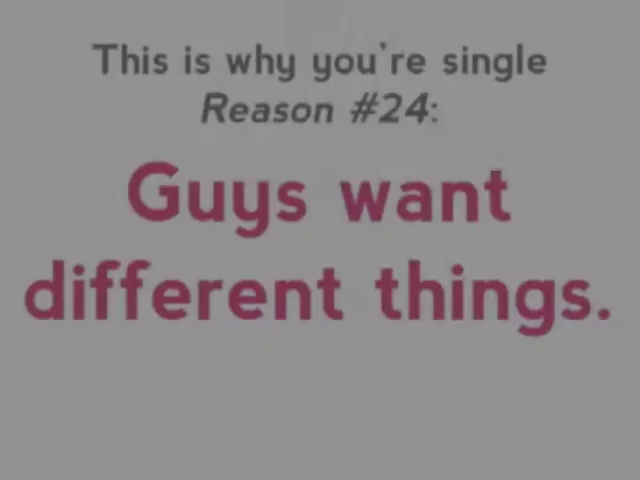 This is why you're single
Reason #24:
Guys want
different things.